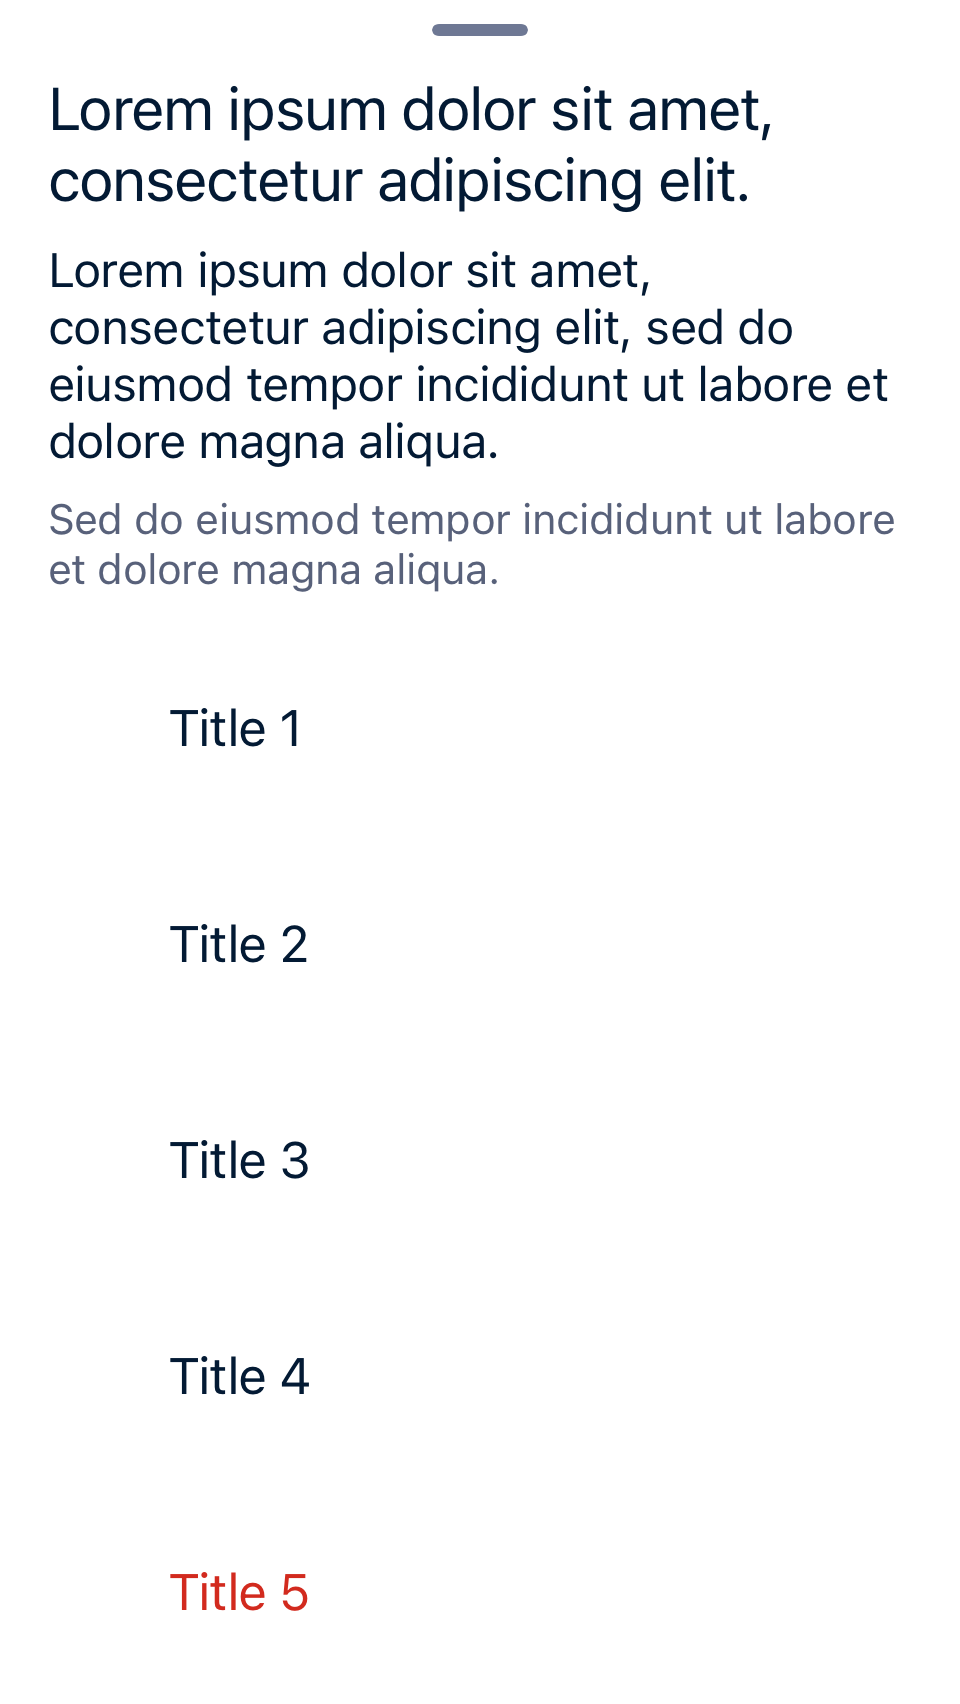 Lorem ipsum dolor sit amet,
consectetur adipiscing elit.
Lorem ipsum dolor sit amet,
consectetur adipiscing elit, sed do
eiusmod tempor incididunt ut labore et
dolore magna aliqua.
Sed do eiusmod tempor incididunt ut labore
et dolore magna aliqua.
Title 1
Title 2
Title 3
Title 4
Title 5